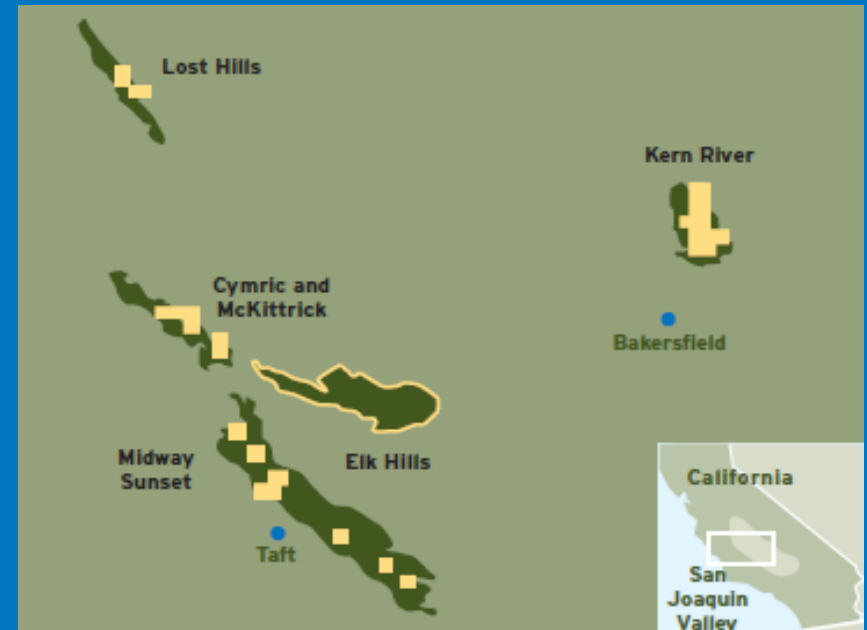 Lost Hills
Kern River
Cymric and
McKittrick
Bakersfield
Midway
Sunset
Elk Hills
Taft
California
San
Joaquin
Valley